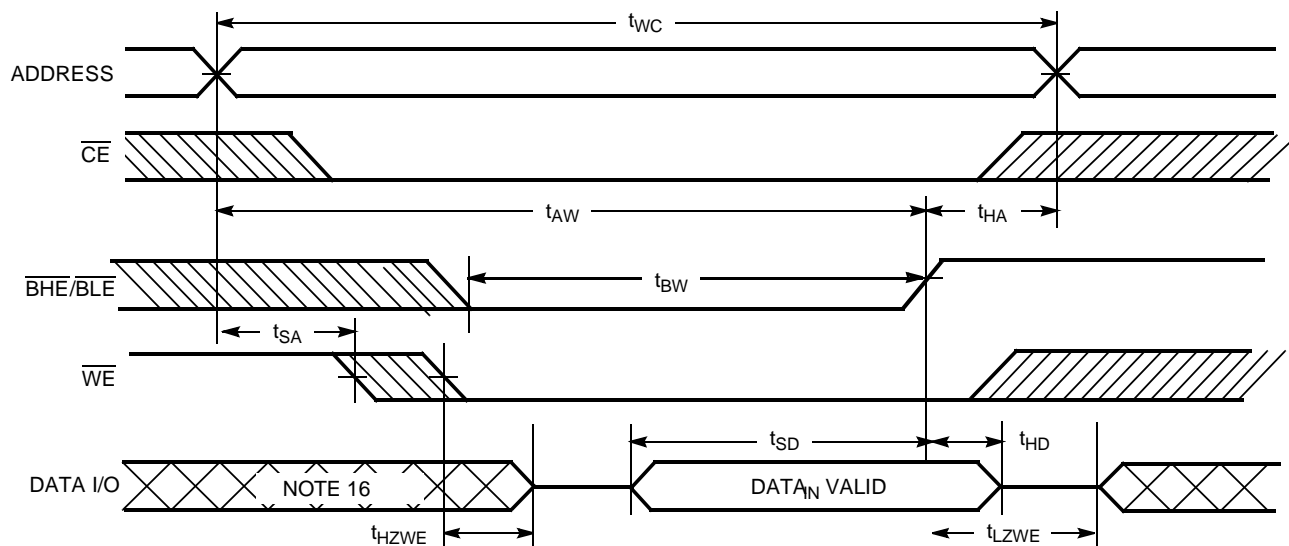 tWC
ADDRESS
CE
tAW
tHA
BHE/BLE
tBW
tSA
WE
tSD
tHD
DATA I/O
NOTE 16
DATAIN VALID
tHZWE
tLZWE